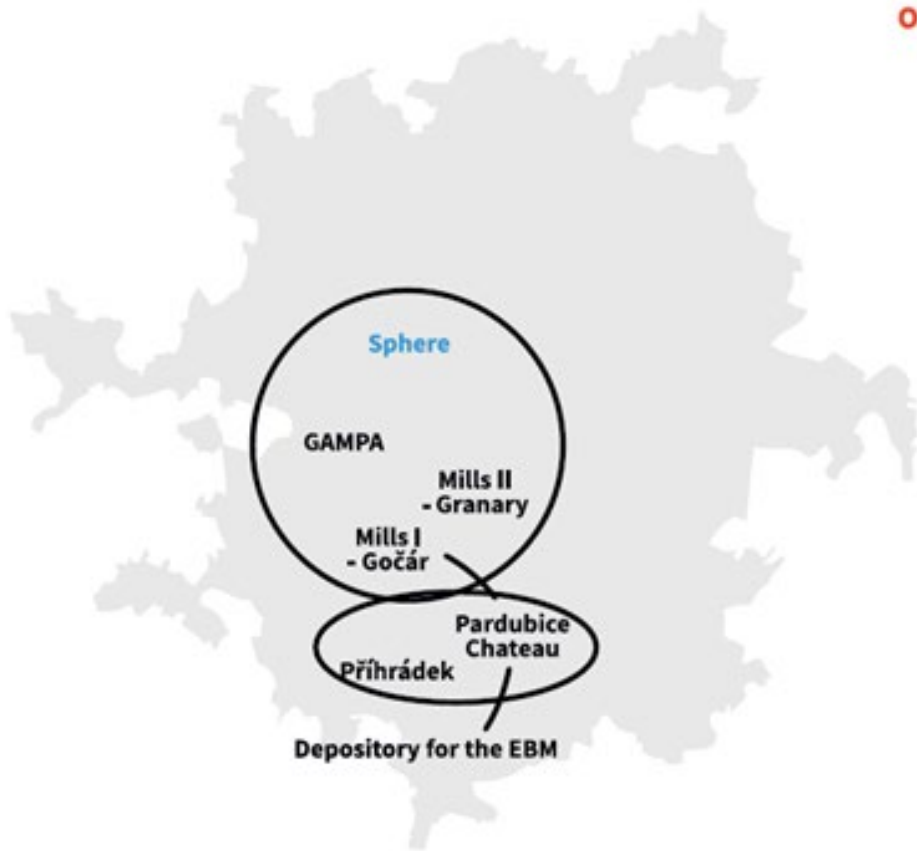 O
Sphere
GAMPA
Mills II
- Granary
Mills I
- Gočár
Pardubice
Chateau
Příhrádek
Depository for the EBM